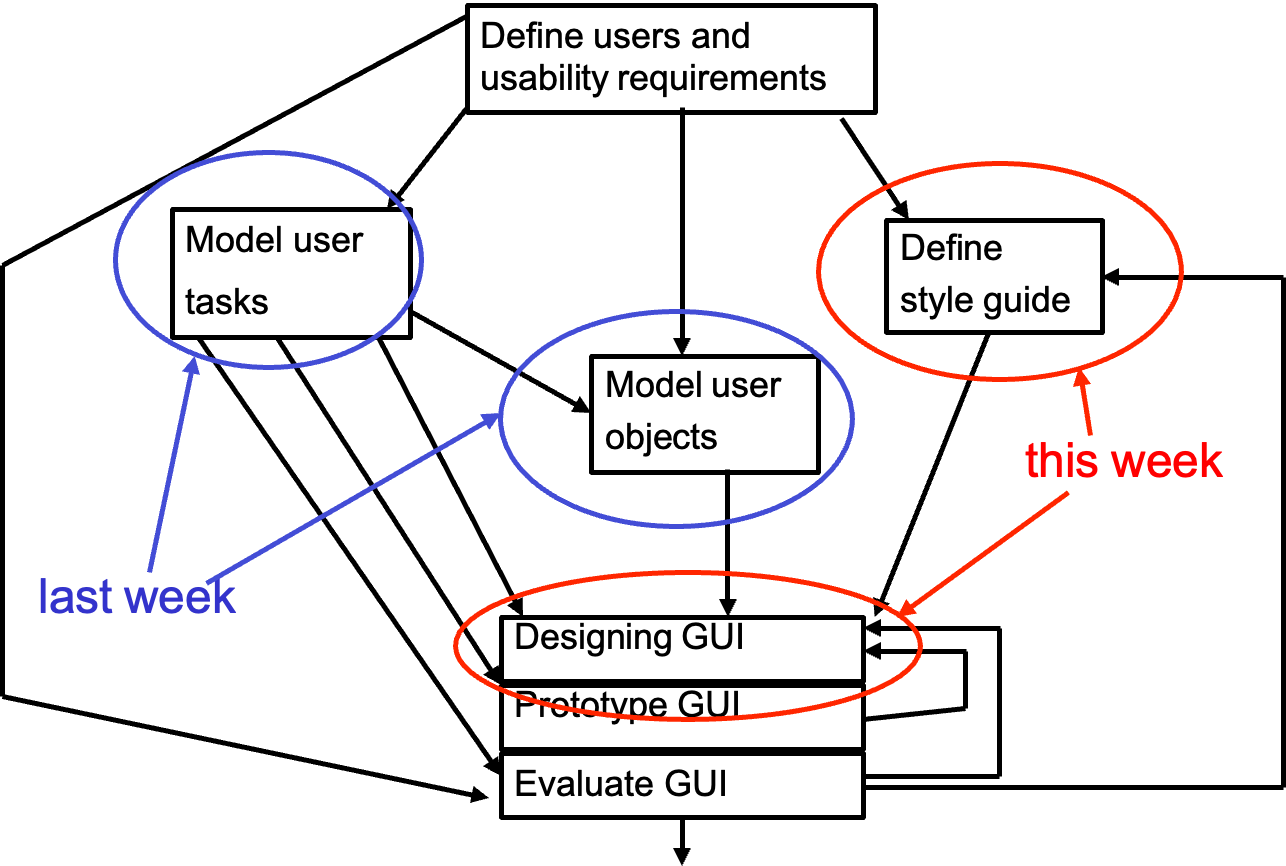 Define users and
usability requirements
Model user
tasks
Define
style guide
Model user
objects
this week
last week
Designing GUI
Prototype GUI
Evaluate GUI